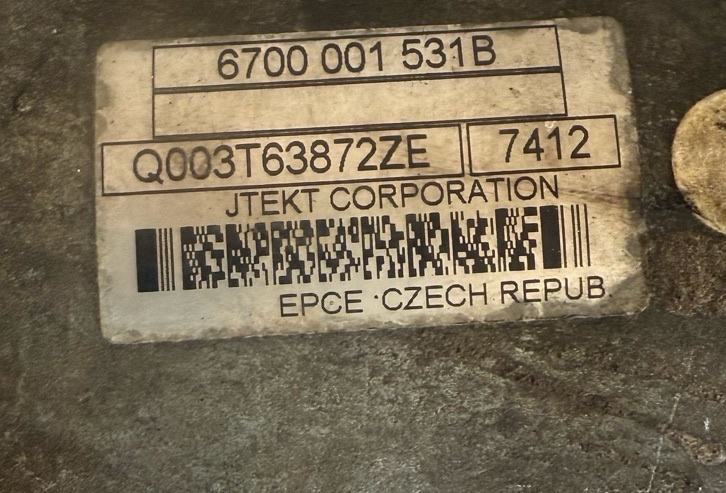 6700 001 531B
Q003T63872ZE 7412
JTEKT CORPORATION
EPCE CZECH REPUB.